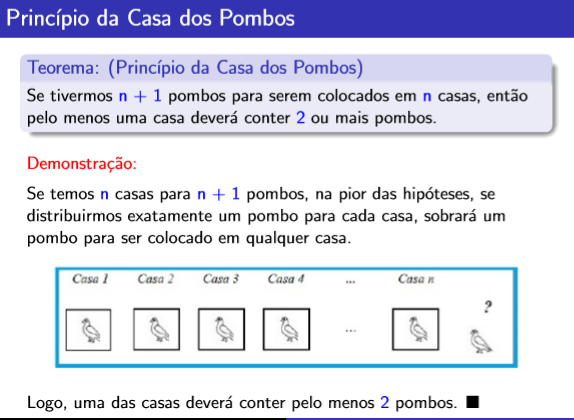 Princípio da Casa dos Pombos
Teorema: (Princípio da Casa dos Pombos)
Se tivermos n + 1 pombos para serem colocados em n casas, então
pelo menos uma casa deverá conter 2 ou mais pombos.
Demonstração:
Se temos n casas para n + 1 pombos, na pior das hipóteses, se
distribuirmos exatamente um pombo para cada casa, sobrará um
pombo para ser colocado em qualquer casa.
Casa 1 Casa 2 Casa 3 Casa 4 ... Casa n
?
...
Logo, uma das casas deverá conter pelo menos 2 pombos. ■